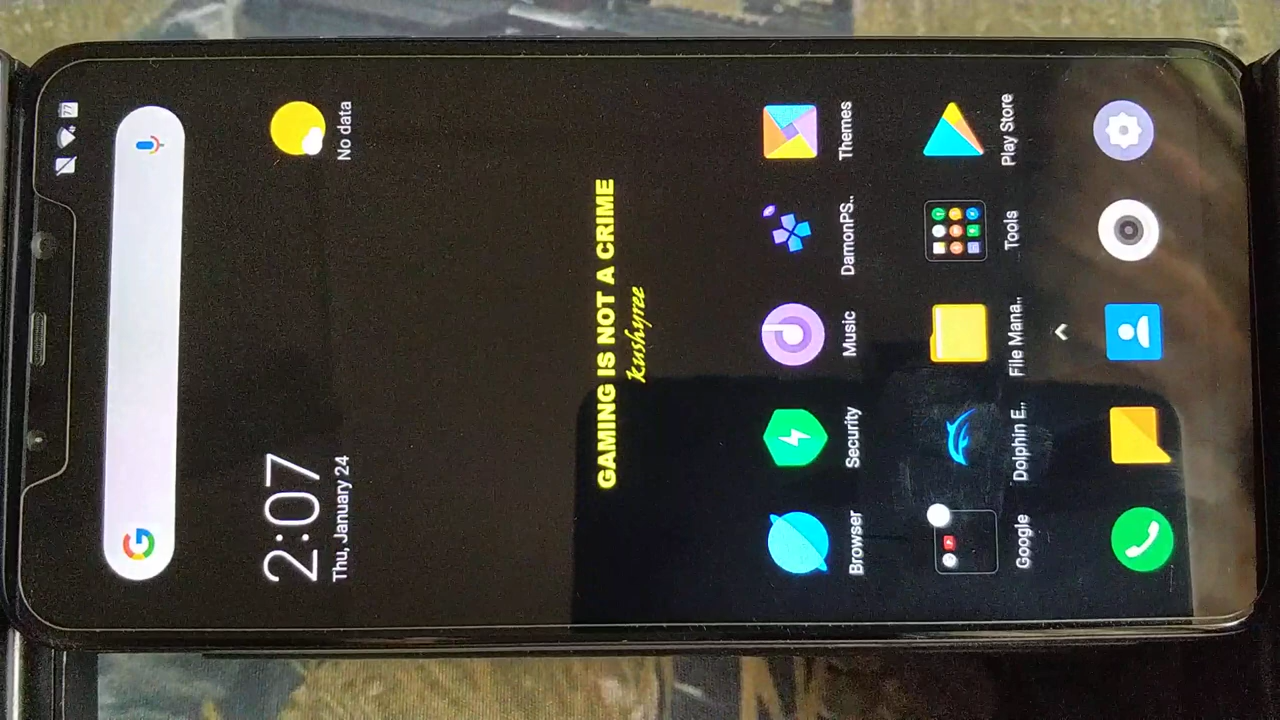 77
2:07
Thu, January 24
No data
GAMING IS NOT A CRIME
kushyree
Browser
Security
Music
DamonPS..
Themes
Google
Dolphin E..
File Mana..
Tools
Play Store